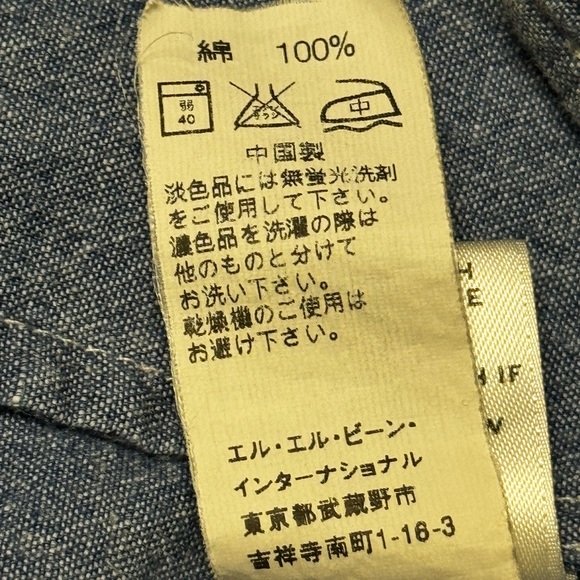 綿 100%
弱
40
エンソ
サラシ
中
中国製
淡色品には無蛍光洗剤
をご使用して下さい。
濃色品を洗濯の際は
他のものと分けて
お洗い下さい。
乾燥機のご使用は
お避け下さい。
エル・エル・ビーン・
インターナショナル
東京都武蔵野市
吉祥寺南町1-16-3
H
E
H IF
W